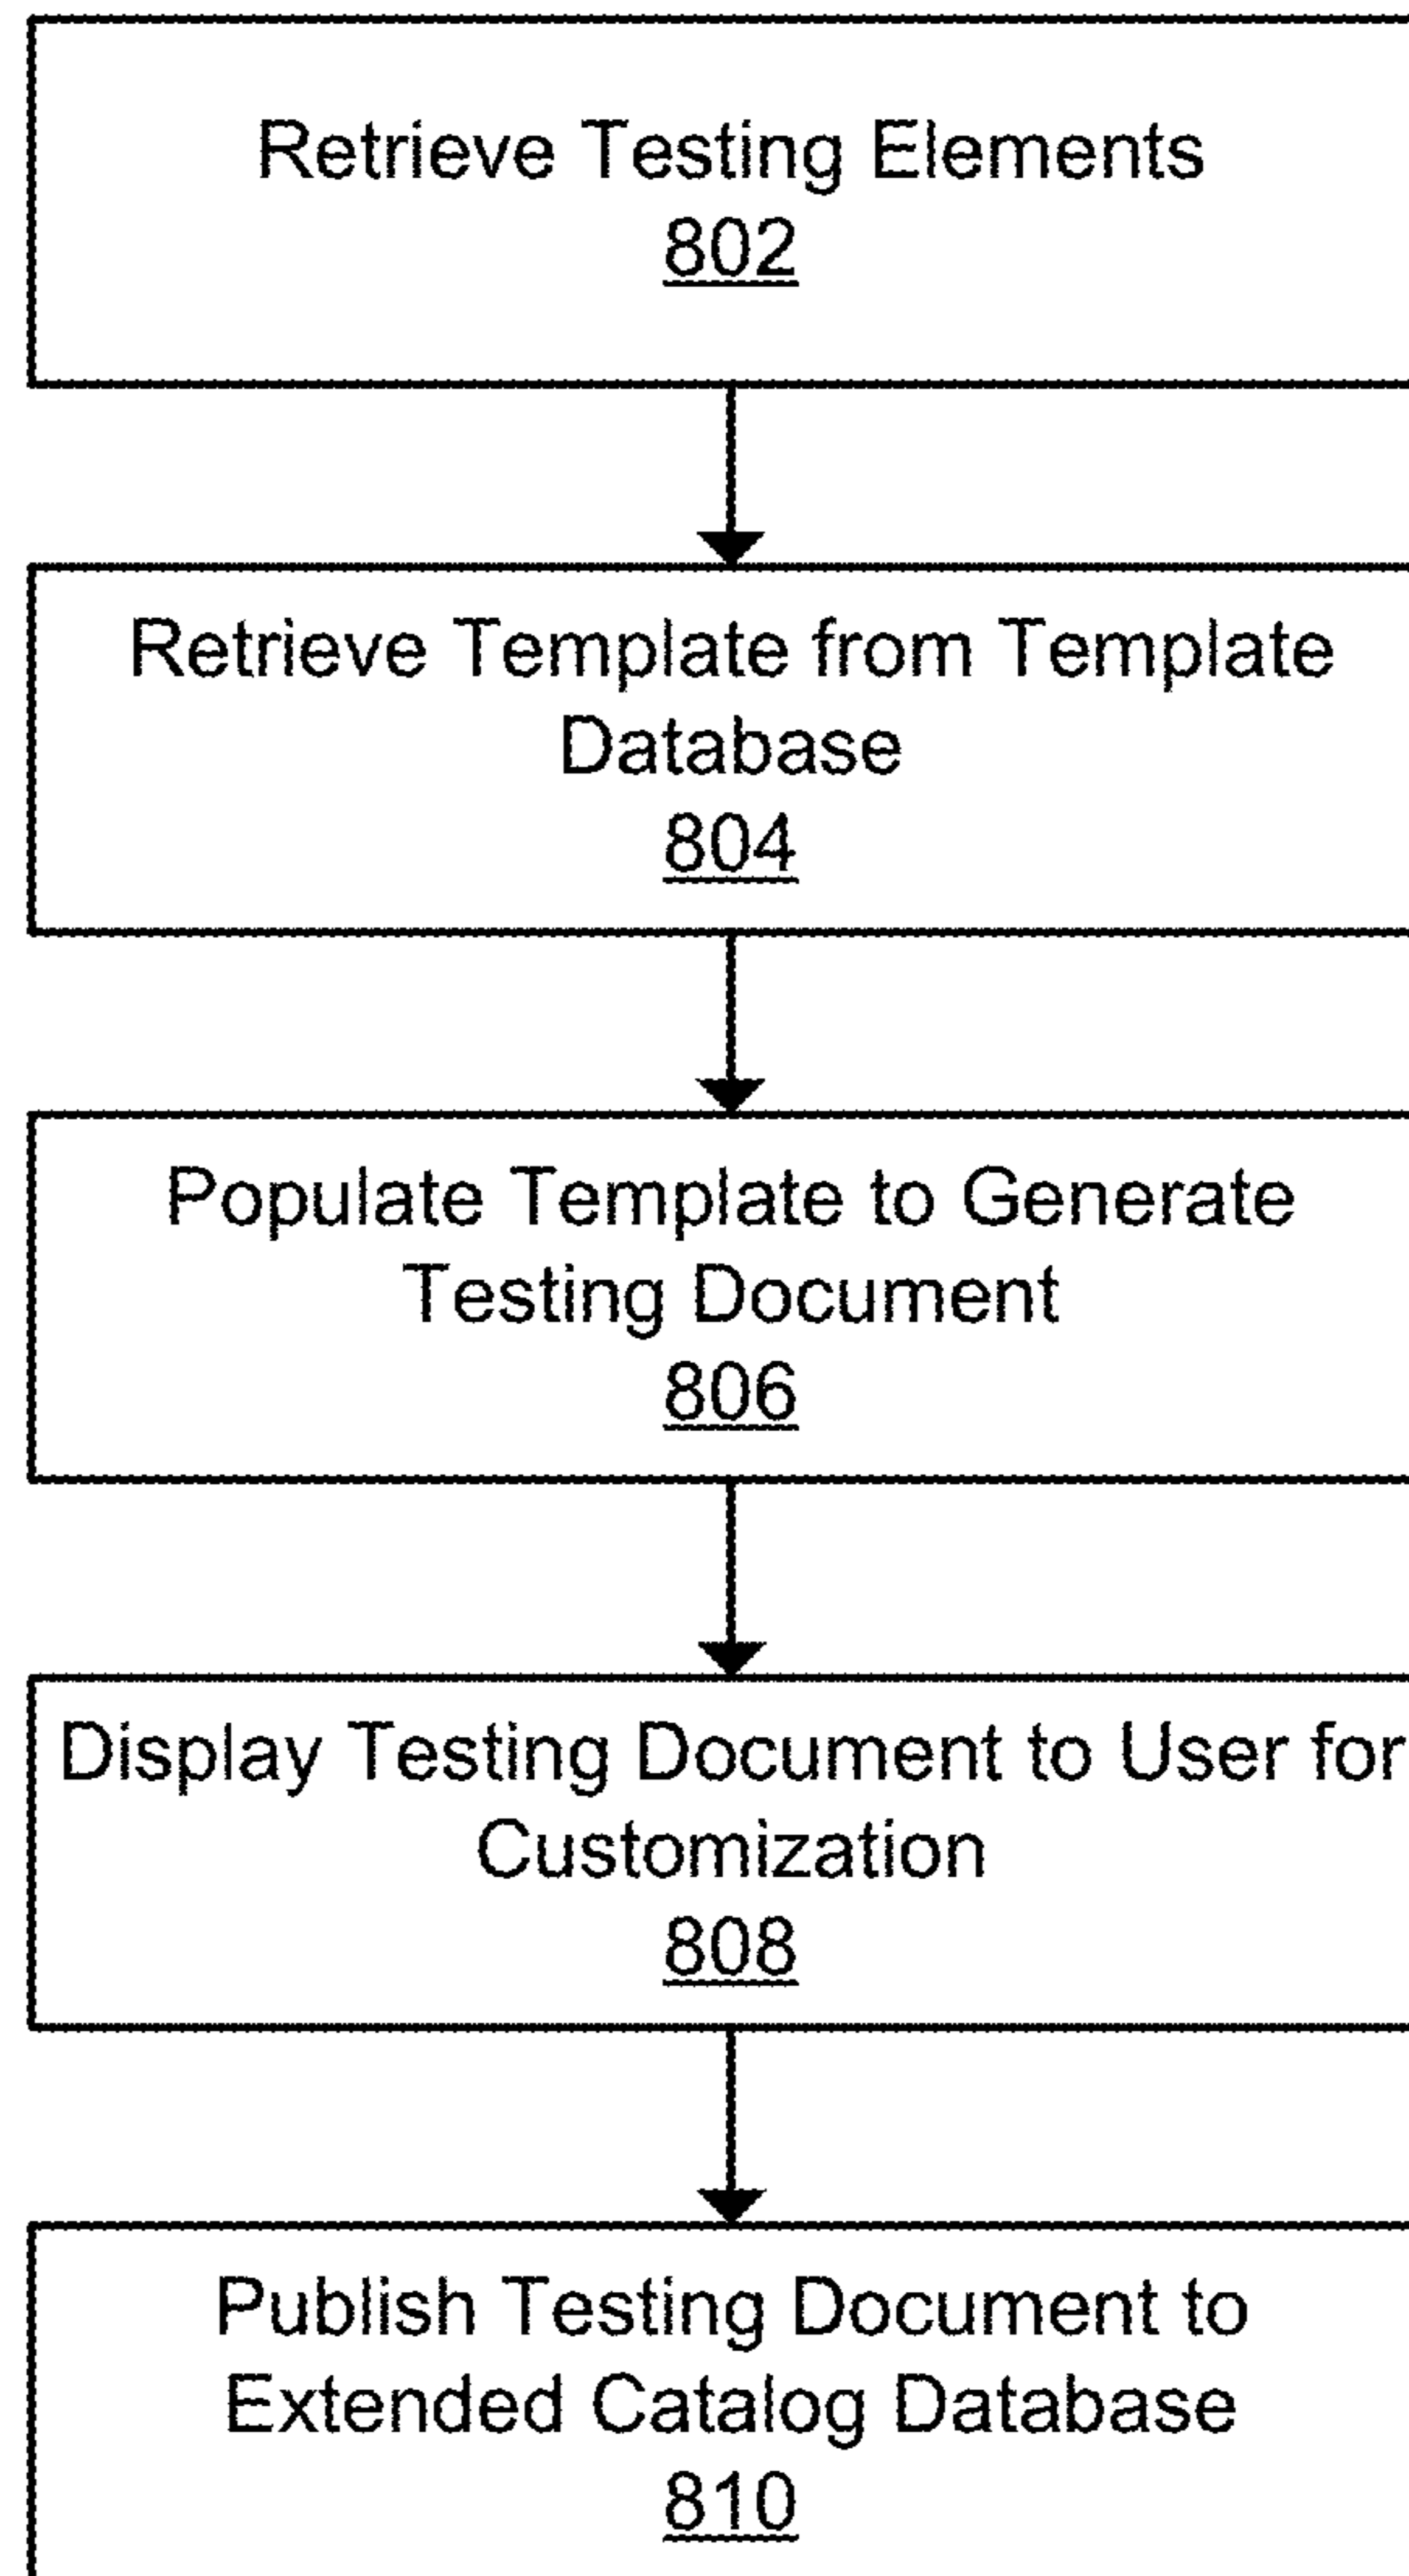 Retrieve Testing Elements
802
Retrieve Template from Template
Database
804
Populate Template to Generate
Testing Document
806
Display Testing Document to User for
Customization
808
Publish Testing Document to
Extended Catalog Database
810